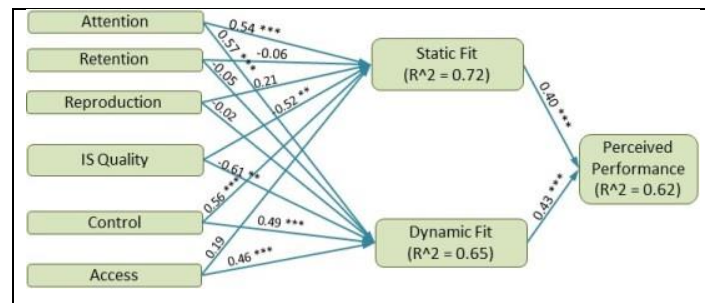 Attention
Retention
Reproduction
IS Quality
Control
Access
0.54 ***
0.57 ***
-0.06
-0.05
0.21
-0.02
-0.52 **
-0.61 **
0.56 ***
0.49 ***
0.19
0.46 ***
Static Fit
(R^2 = 0.72)
Dynamic Fit
(R^2 = 0.65)
0.40 ***
0.43 ***
Perceived
Performance
(R^2 = 0.62)